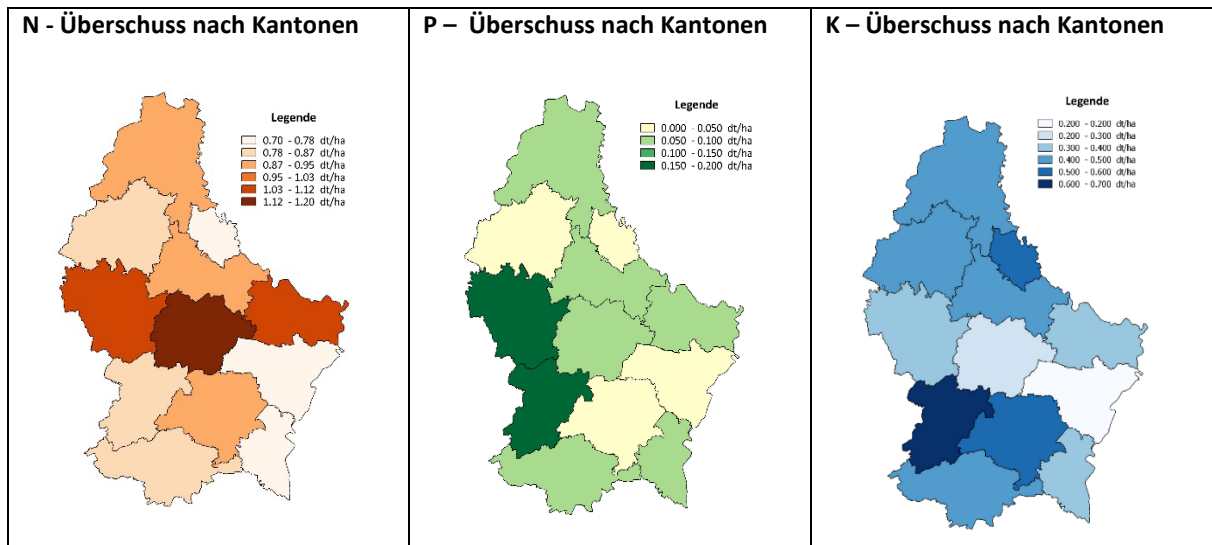 N - Überschuss nach Kantonen
Legende
0.70 - 0.78 dt/ha
0.78 - 0.87 dt/ha
0.87 - 0.95 dt/ha
0.95 - 1.03 dt/ha
1.03 - 1.12 dt/ha
1.12 - 1.20 dt/ha
P – Überschuss nach Kantonen
Legende
0.000 - 0.050 dt/ha
0.050 - 0.100 dt/ha
0.100 - 0.150 dt/ha
0.150 - 0.200 dt/ha
K – Überschuss nach Kantonen
Legende
0.200 - 0.200 dt/ha
0.200 - 0.300 dt/ha
0.300 - 0.400 dt/ha
0.400 - 0.500 dt/ha
0.500 - 0.600 dt/ha
0.600 - 0.700 dt/ha